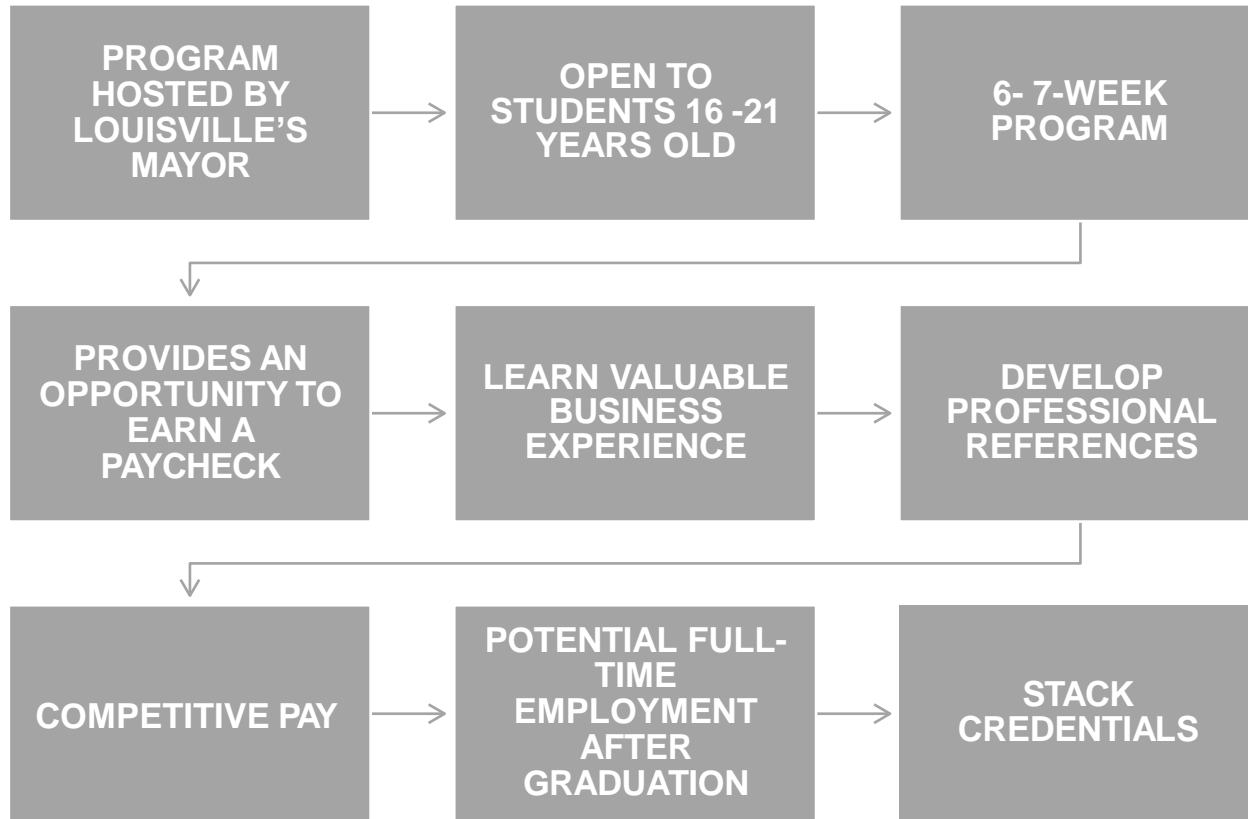 PROGRAM
HOSTED BY
LOUISVILLE’S
MAYOR
OPEN TO
STUDENTS 16 -21
YEARS OLD
6- 7-WEEK
PROGRAM
PROVIDES AN
OPPORTUNITY TO
EARN A
PAYCHECK
LEARN VALUABLE
BUSINESS
EXPERIENCE
DEVELOP
PROFESSIONAL
REFERENCES
COMPETITIVE PAY
POTENTIAL FULL-
TIME
EMPLOYMENT
AFTER
GRADUATION
STACK
CREDENTIALS